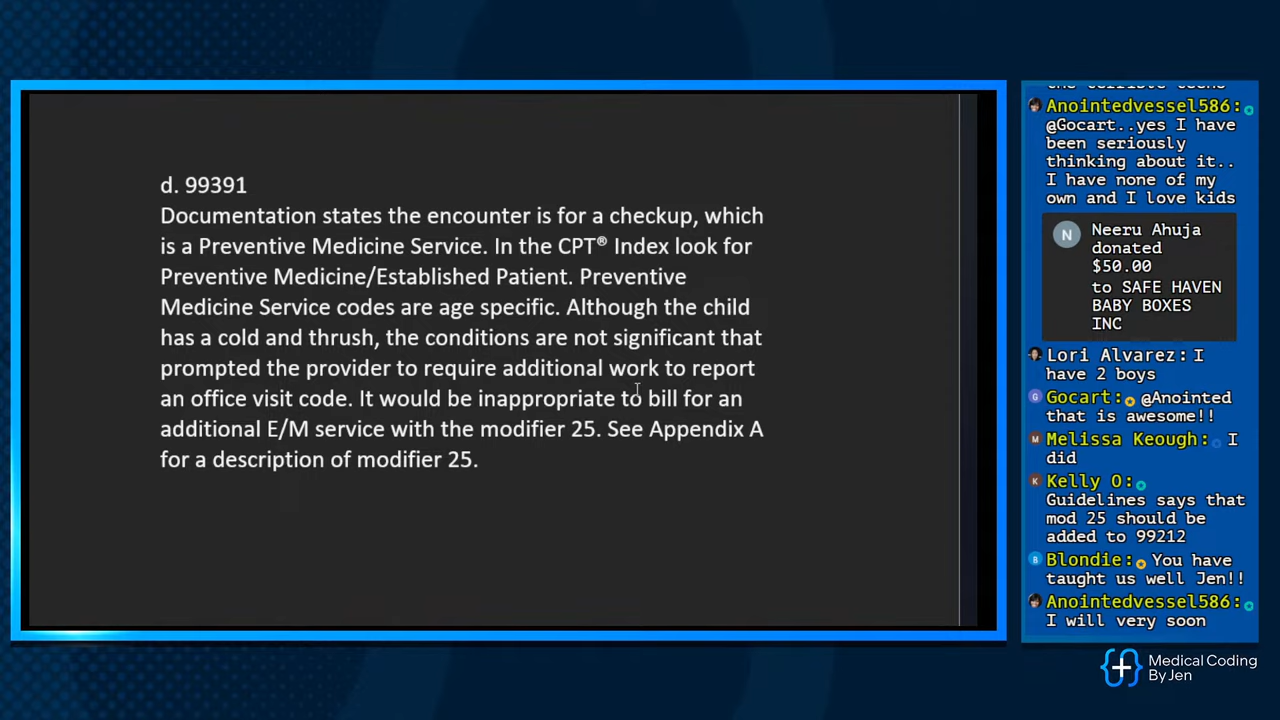 d. 99391
Documentation states the encounter is for a checkup, which
is a Preventive Medicine Service. In the CPT® Index look for
Preventive Medicine/Established Patient. Preventive
Medicine Service codes are age specific. Although the child
has a cold and thrush, the conditions are not significant that
prompted the provider to require additional work to report
an office visit code. It would be inappropriate to bill for an
additional E/M service with the modifier 25. See Appendix A
for a description of modifier 25.
Anointedvessel586:
@Gocart..yes I have
been seriously
thinking about it..
I have none of my
own and I love kids
N
Neeru Ahuja
donated
$50.00
to SAFE HAVEN
BABY BOXES
INC
Lori Alvarez: I
have 2 boys
G Gocart: @Anointed
that is awesome!!
M Melissa Keough: I
did
K Kelly O:
Guidelines says that
mod 25 should be
added to 99212
B Blondie: You have
taught us well Jen!!
Anointedvessel586:
I will very soon
Medical Coding
By Jen